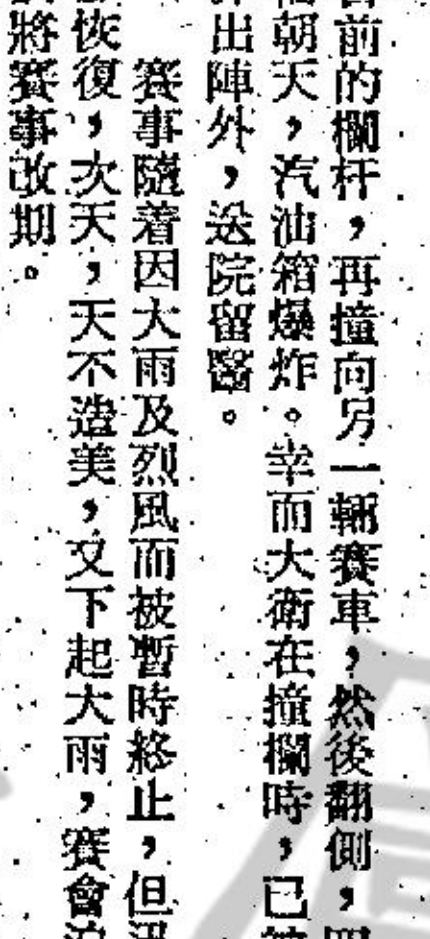 前的欄杆，再撞向另一輛賽車，然後翻側，四
朝天，汽油箱爆炸。幸而大衛在撞欄時，已被
出陣外，送院留醫。
賽事隨着因大雨及烈風而被暫時終止，但
恢復，次天，天不造美，又下起大雨，賽會
將賽事改期。